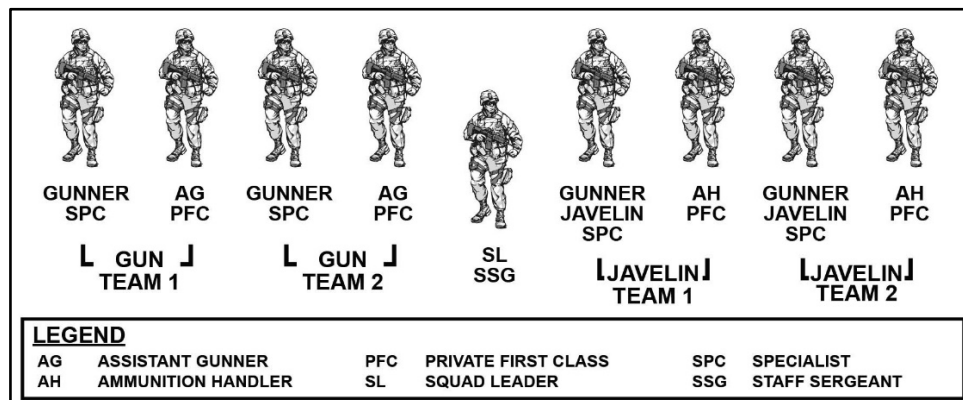 GUNNER SPC
AG PFC
GUNNER SPC
AG PFC
SL SSG
GUNNER JAVELIN SPC
AH PFC
GUNNER JAVELIN SPC
AH PFC
GUN TEAM 1
GUN TEAM 2
JAVELIN TEAM 1
JAVELIN TEAM 2
LEGEND
AG ASSISTANT GUNNER PFC PRIVATE FIRST CLASS SPC SPECIALIST
AH AMMUNITION HANDLER SL SQUAD LEADER SSG STAFF SERGEANT